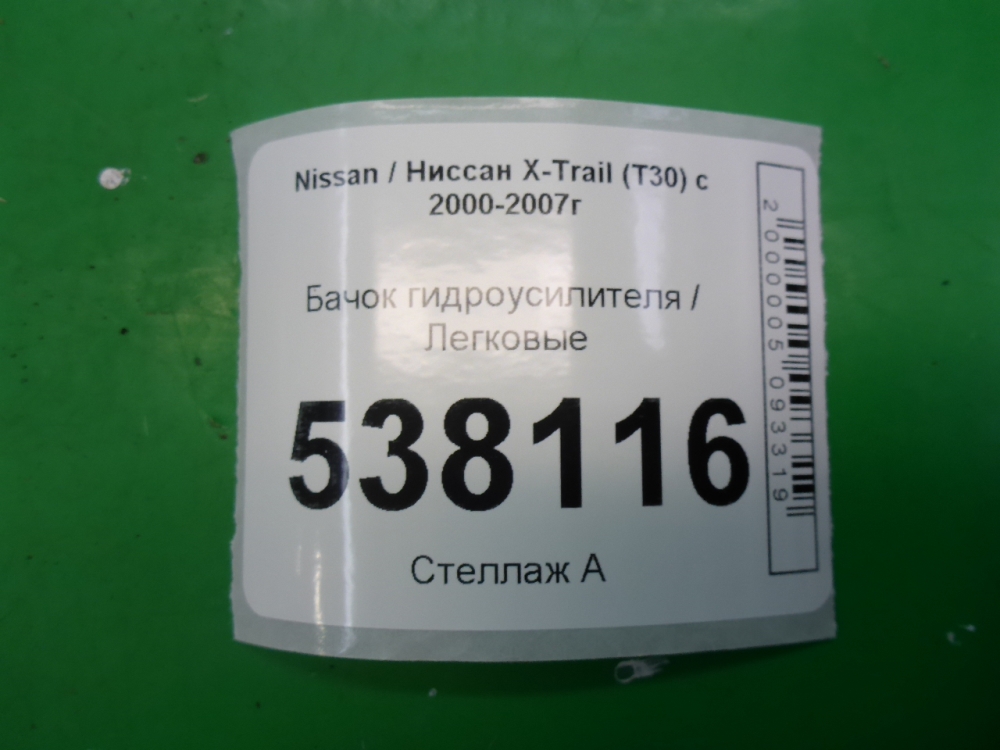 Nissan / Ниссан X-Trail (T30) с
2000-2007г
Бачок гидроусилителя /
Легковые
538116
Стеллаж А
2000005093319